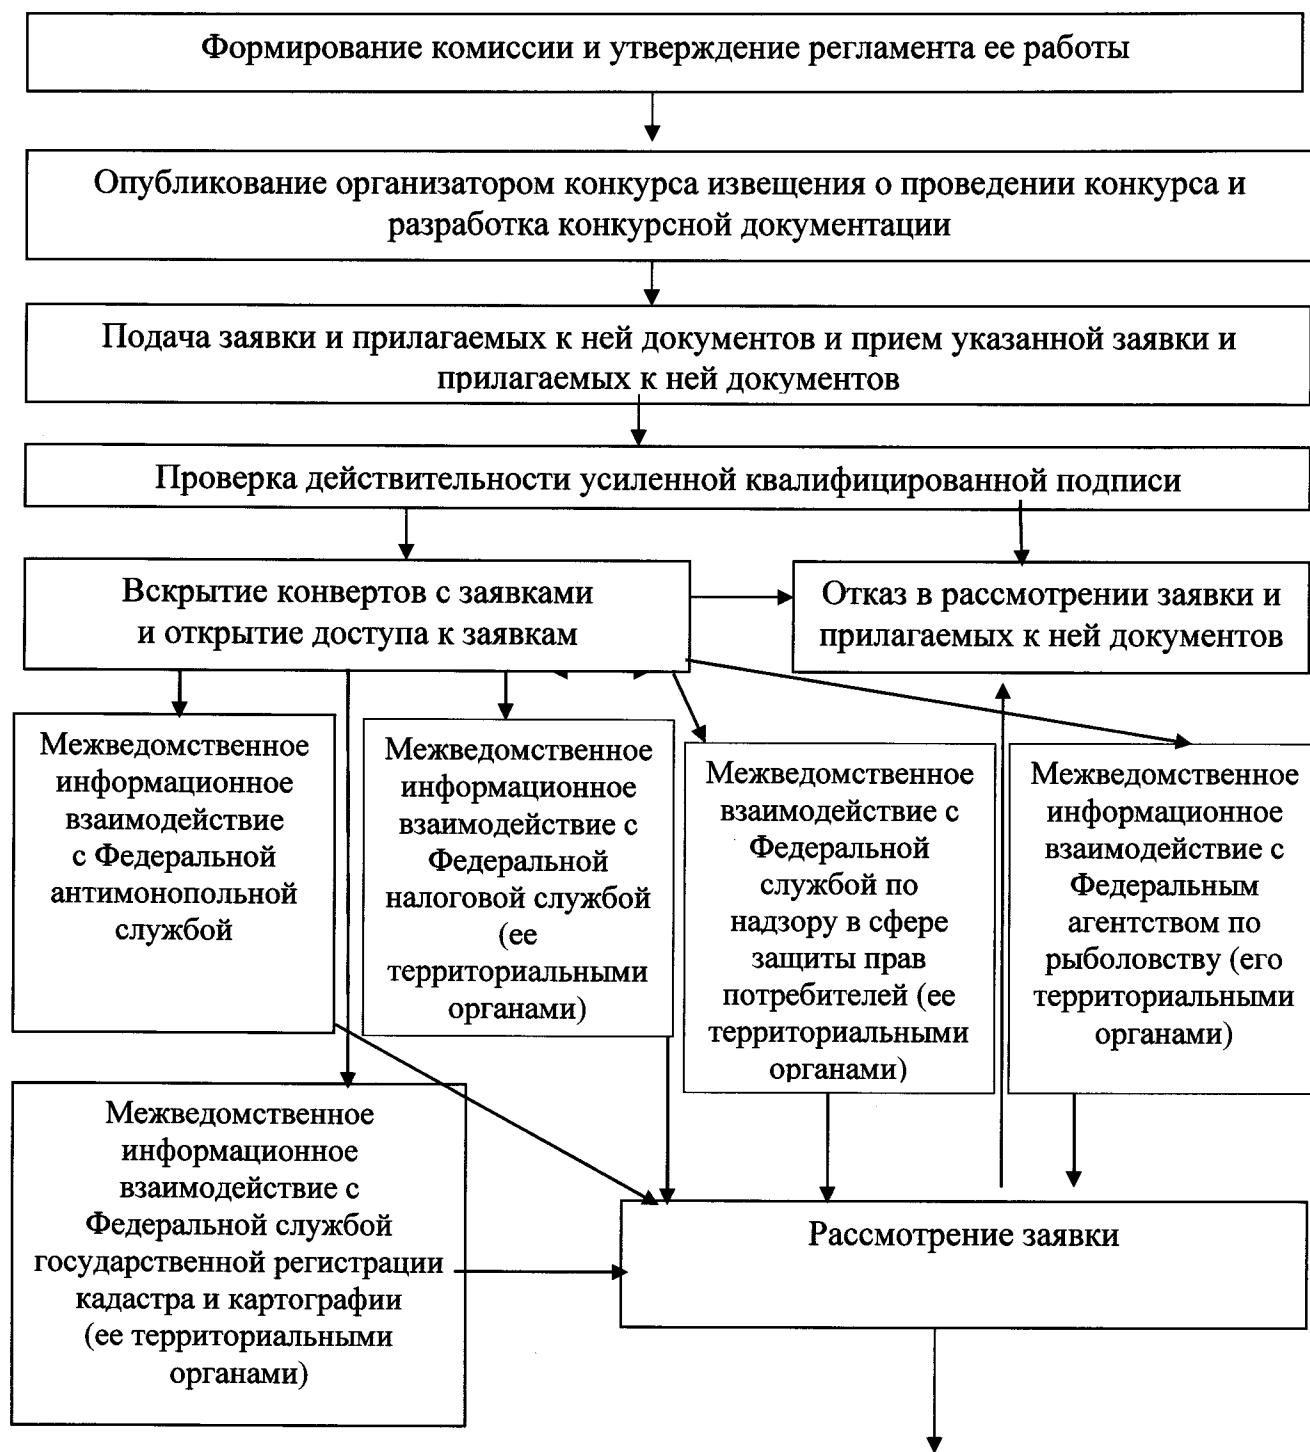 Формирование комиссии и утверждение регламента ее работы
Опубликование организатором конкурса извещения о проведении конкурса и
разработка конкурсной документации
Подача заявки и прилагаемых к ней документов и прием указанной заявки и
прилагаемых к ней документов
Проверка действительности усиленной квалифицированной подписи
Вскрытие конвертов с заявками
и открытие доступа к заявкам
Отказ в рассмотрении заявки и
прилагаемых к ней документов
Межведомственное
информационное
взаимодействие
с Федеральной
антимонопольной
службой
Межведомственное
информационное
взаимодействие с
Федеральной
налоговой службой
(ее
территориальными
органами)
Межведомственное
взаимодействие с
Федеральной
службой по
надзору в сфере
защиты прав
потребителей (ее
территориальными
органами)
Межведомственное
информационное
взаимодействие с
Федеральным
агентством по
рыболовству (его
территориальными
органами)
Межведомственное
информационное
взаимодействие с
Федеральной службой
государственной регистрации
кадастра и картографии
(ее территориальными
органами)
Рассмотрение заявки